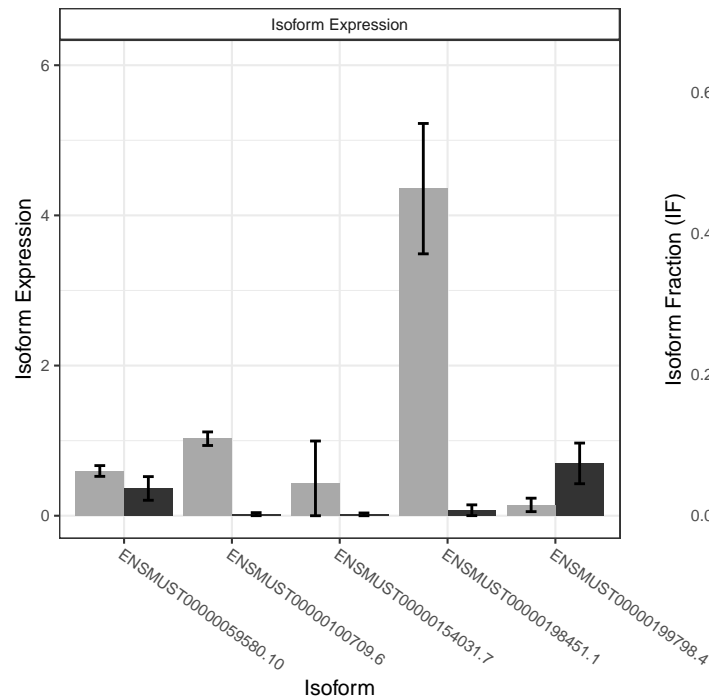 Isoform Expression
6
4
2
0
Isoform Expression
ENSMUST00000059580.10
ENSMUST00000100709.6
ENSMUST00000154031.7
ENSMUST00000198451.1
ENSMUST00000199798.4
Isoform
0.6
0.4
0.2
0.0
Isoform Fraction (IF)